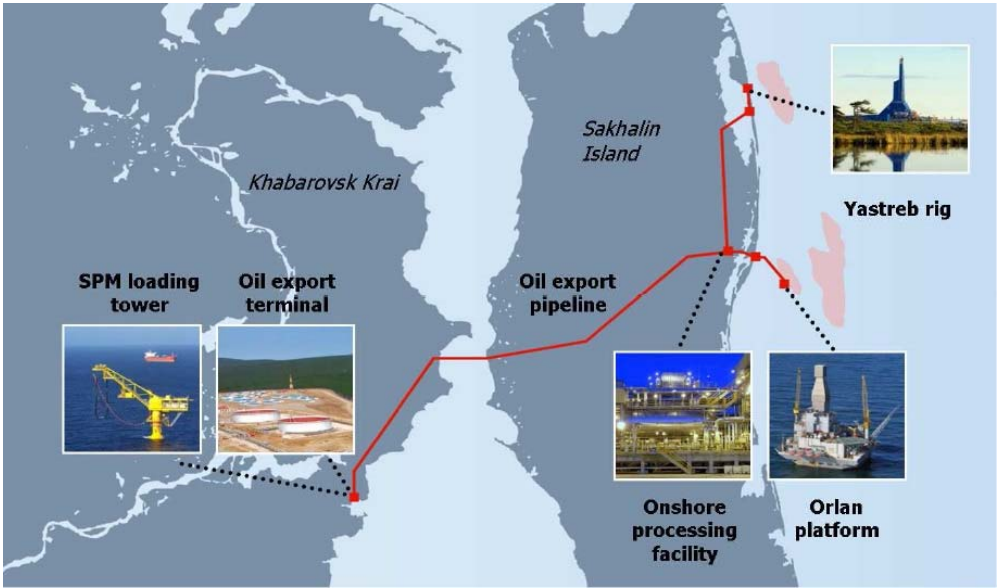 Sakhalin
Island
Khabarovsk Krai
Yastreb rig
SPM loading
tower
Oil export
terminal
Oil export
pipeline
Onshore
processing
facility
Orlan
platform